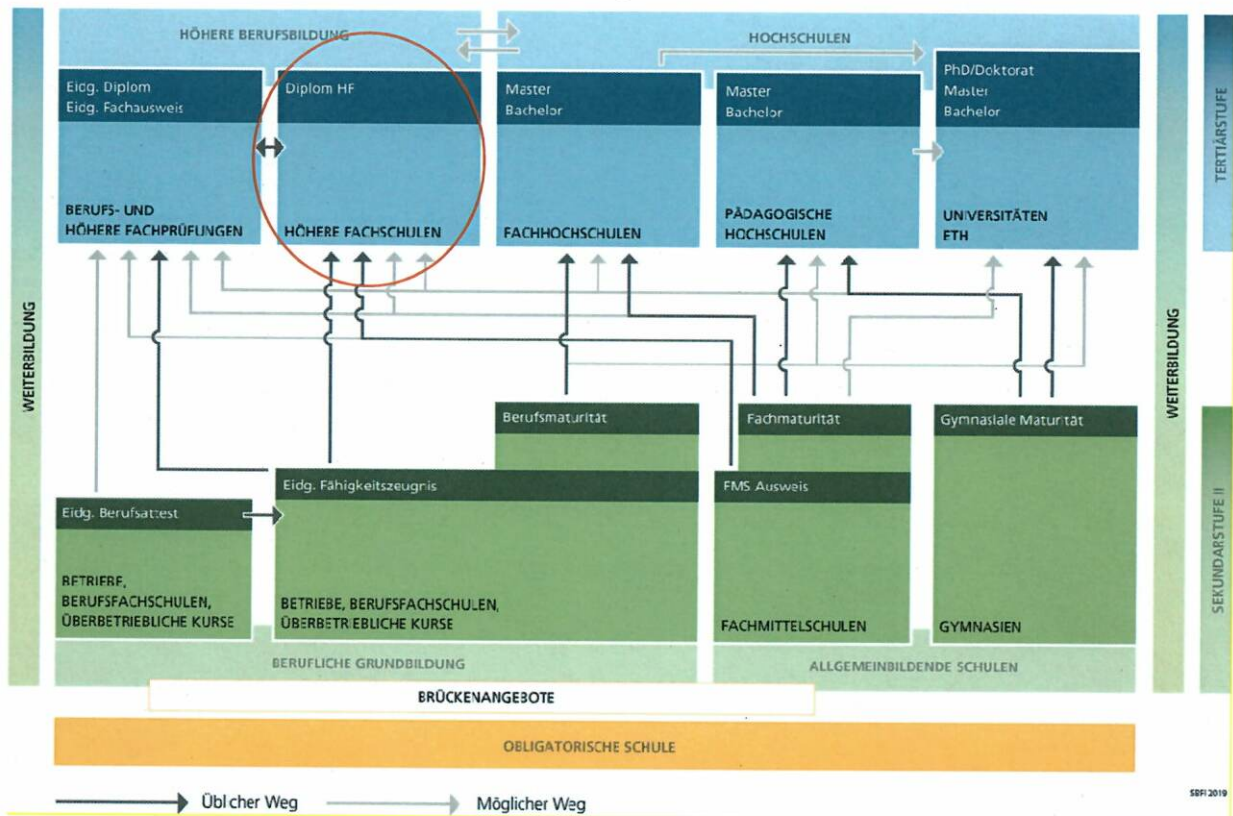 HÖHERE BERUFSBILDUNG
HOCHSCHULEN
Eidg. Diplom
Eidg. Fachausweis
Diplom HF
Master
Bachelor
Master
Bachelor
PhD/Doktorat
Master
Bachelor
BERUFS- UND
HÖHERE FACHPRÜFUNGEN
HÖHERE FACHSCHULEN
FACHHOCHSCHULEN
PÄDAGOGISCHE
HOCHSCHULEN
UNIVERSITÄTEN
ETH
TERTIÄRSTUFE
WEITERBILDUNG
WEITERBILDUNG
Berufsmaturität
Fachmaturität
Gymnasiale Maturität
Eidg. Fähigkeitszeugnis
FMS Ausweis
Eidg. Berufsattest
BETRIEBE,
BERUFSFACHSCHULEN,
ÜBERBETRIEBLICHE KURSE
BETRIEBE, BERUFSFACHSCHULEN,
ÜBERBETRIEBLICHE KURSE
FACHMITTELSCHULEN
GYMNASIEN
SEKUNDARSTUFE II
BERUFLICHE GRUNDBILDUNG
ALLGEMEINBILDENDE SCHULEN
BRÜCKENANGEBOTE
OBLIGATORISCHE SCHULE
Üblicher Weg
Möglicher Weg
SBFI 2019